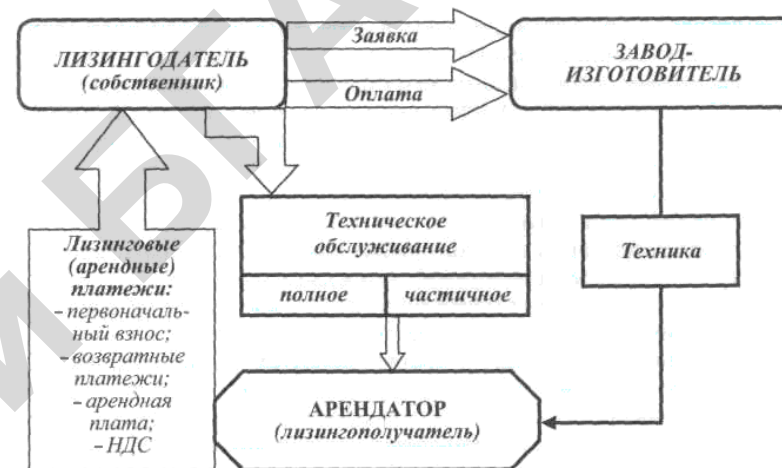 ЛИЗИНГОДАТЕЛЬ
(собственник)
Заявка
Оплата
ЗАВОД-
ИЗГОТОВИТЕЛЬ
Техническое
обслуживание
полное
частичное
Техника
Лизинговые
(арендные)
платежи:
– первоначаль-
ный взнос;
– возвратные
платежи;
– арендная
плата;
– НДС
АРЕНДАТОР
(лизингополучатель)
И БГА